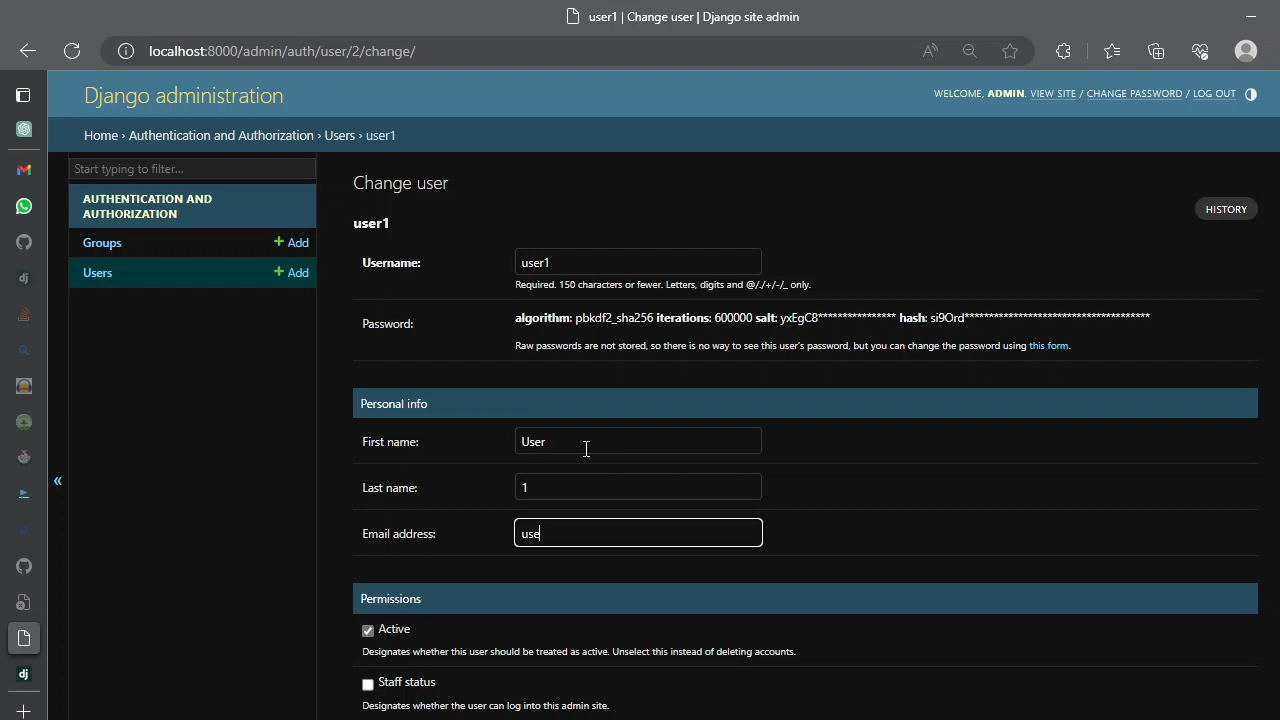 user1 | Change user | Django site admin
localhost:8000/admin/auth/user/2/change/
Django administration
WELCOME, ADMIN. VIEW SITE / CHANGE PASSWORD / LOG OUT
Home › Authentication and Authorization › Users › user1
Start typing to filter...
AUTHENTICATION AND
AUTHORIZATION
Groups + Add
Users + Add
Change user
HISTORY
user1
Username: user1
Required. 150 characters or fewer. Letters, digits and @/./+/-/_ only.
Password: algorithm: pbkdf2_sha256 iterations: 600000 salt: yxEgC8**************** hash: si9Ord**************************************
Raw passwords are not stored, so there is no way to see this user's password, but you can change the password using this form.
Personal info
First name: User
Last name: 1
Email address: use
Permissions
Active
Designates whether this user should be treated as active. Unselect this instead of deleting accounts.
Staff status
Designates whether the user can log into this admin site.
dj
dj